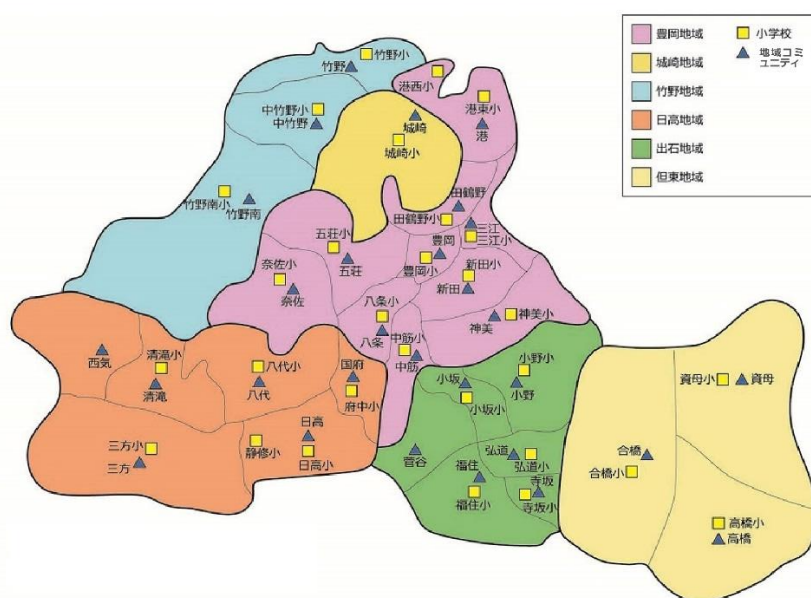 豊岡地域
城崎地域
竹野地域
日高地域
出石地域
但東地域
小学校
地域コミ
ュニティ
竹野小
竹野
港西小
中竹野小
中竹野
城崎
城崎小
港東小
港
竹野南小
竹野南
田鶴野
田鶴野小
三江
三江小
五荘小
五荘
豊岡
豊岡小
奈佐小
奈佐
新田小
新田
八条小
八条
神美
神美小
中筋小
中筋
西気
清滝小
清滝
八代小
八代
国府
府中小
小坂
小坂小
小野小
小野
資母小
資母
三方小
三方
静修小
日高
日高小
菅谷
福住
福住小
弘道
弘道小
寺坂
寺坂小
合橋
合橋小
高橋小
高橋